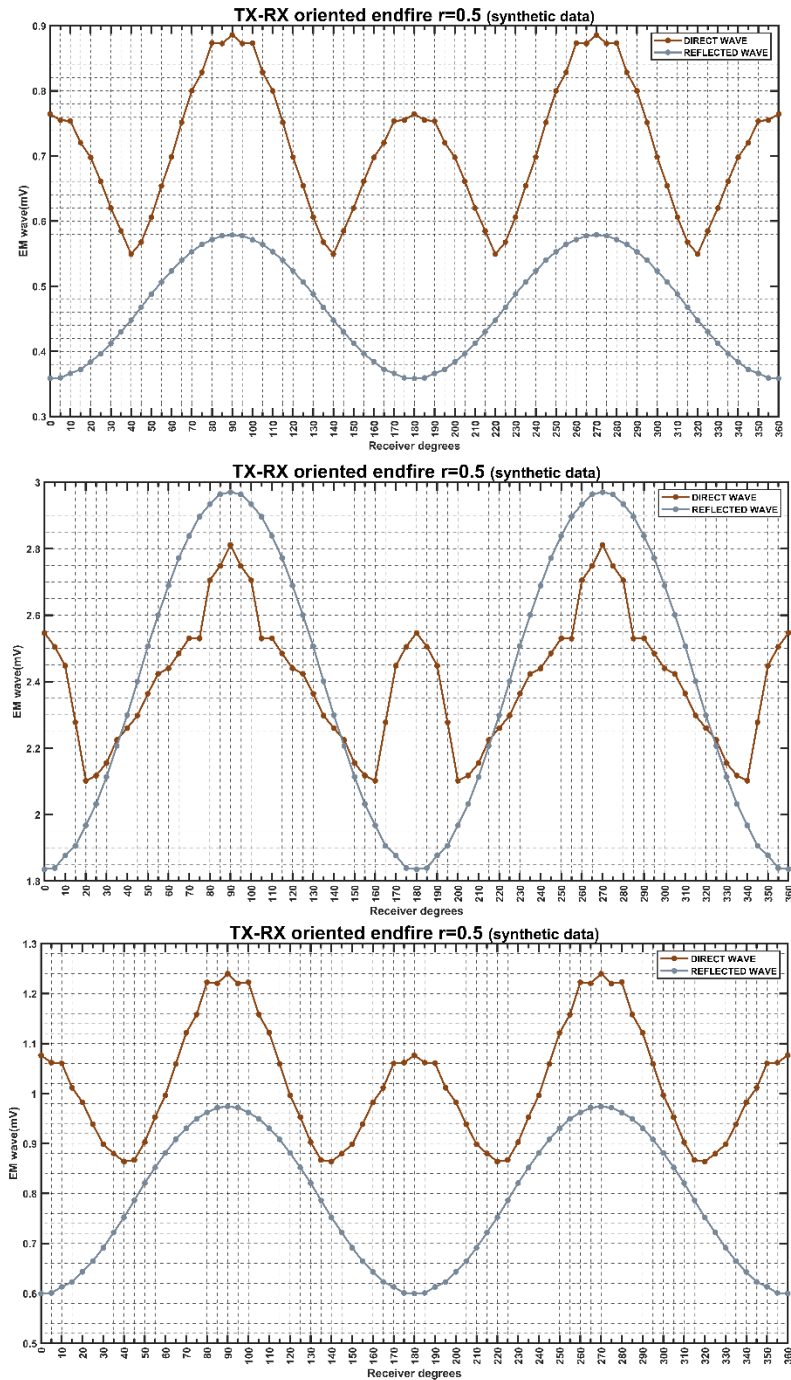 TX-RX oriented endfire r=0.5 (synthetic data)
DIRECT WAVE
REFLECTED WAVE
0.9
0.8
0.7
0.6
0.5
0.4
0.3
EM wave(mV)
0 10 20 30 40 50 60 70 80 90 100 110 120 130 140 150 160 170 180 190 200 210 220 230 240 250 260 270 280 290 300 310 320 330 340 350 360
Receiver degrees
TX-RX oriented endfire r=0.5 (synthetic data)
DIRECT WAVE
REFLECTED WAVE
3
2.8
2.6
2.4
2.2
2
1.8
EM wave(mV)
0 10 20 30 40 50 60 70 80 90 100 110 120 130 140 150 160 170 180 190 200 210 220 230 240 250 260 270 280 290 300 310 320 330 340 350 360
Receiver degrees
TX-RX oriented endfire r=0.5 (synthetic data)
DIRECT WAVE
REFLECTED WAVE
1.3
1.2
1.1
1
0.9
0.8
0.7
0.6
0.5
EM wave(mV)
0 10 20 30 40 50 60 70 80 90 100 110 120 130 140 150 160 170 180 190 200 210 220 230 240 250 260 270 280 290 300 310 320 330 340 350 360
Receiver degrees